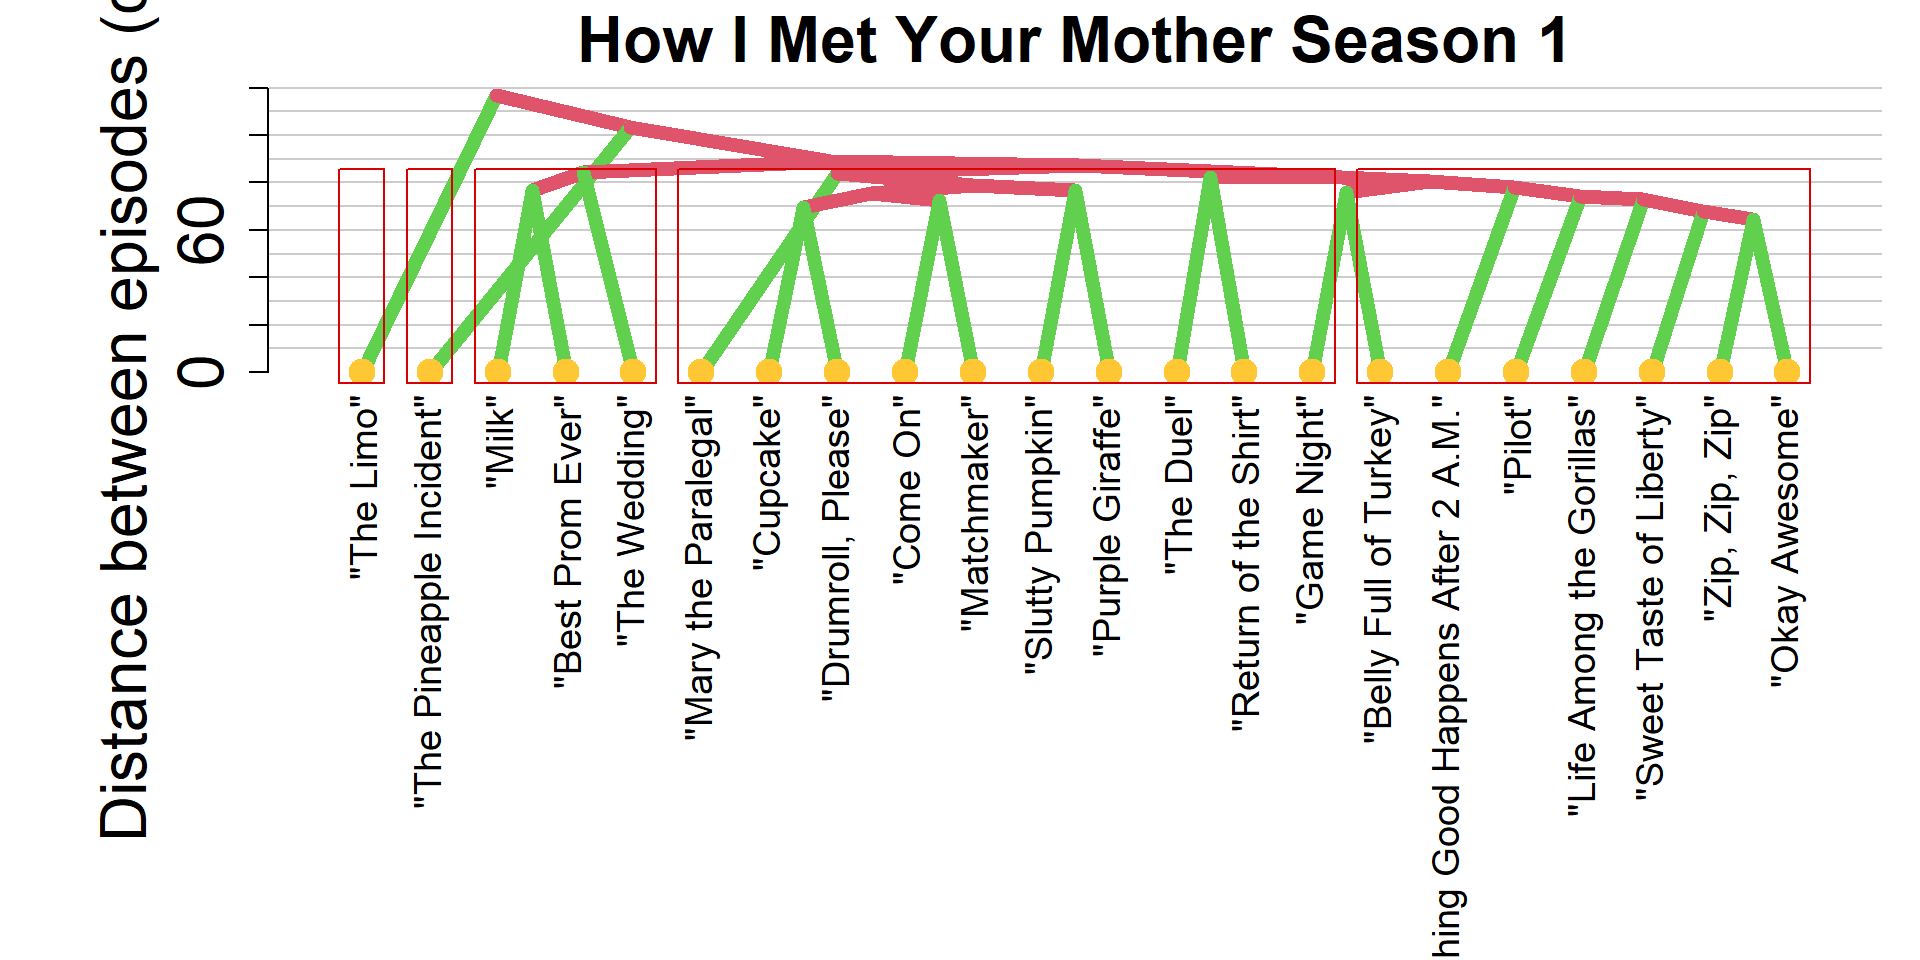 How I Met Your Mother Season 1
Distance between episodes (
60
0
"The Limo"
"The Pineapple Incident"
"Milk"
"Best Prom Ever"
"The Wedding"
"Mary the Paralegal"
"Cupcake"
"Drumroll, Please"
"Come On"
"Matchmaker"
"Slutty Pumpkin"
"Purple Giraffe"
"The Duel"
"Return of the Shirt"
"Game Night"
"Belly Full of Turkey"
hing Good Happens After 2 A.M."
"Pilot"
"Life Among the Gorillas"
"Sweet Taste of Liberty"
"Zip, Zip, Zip"
"Okay Awesome"